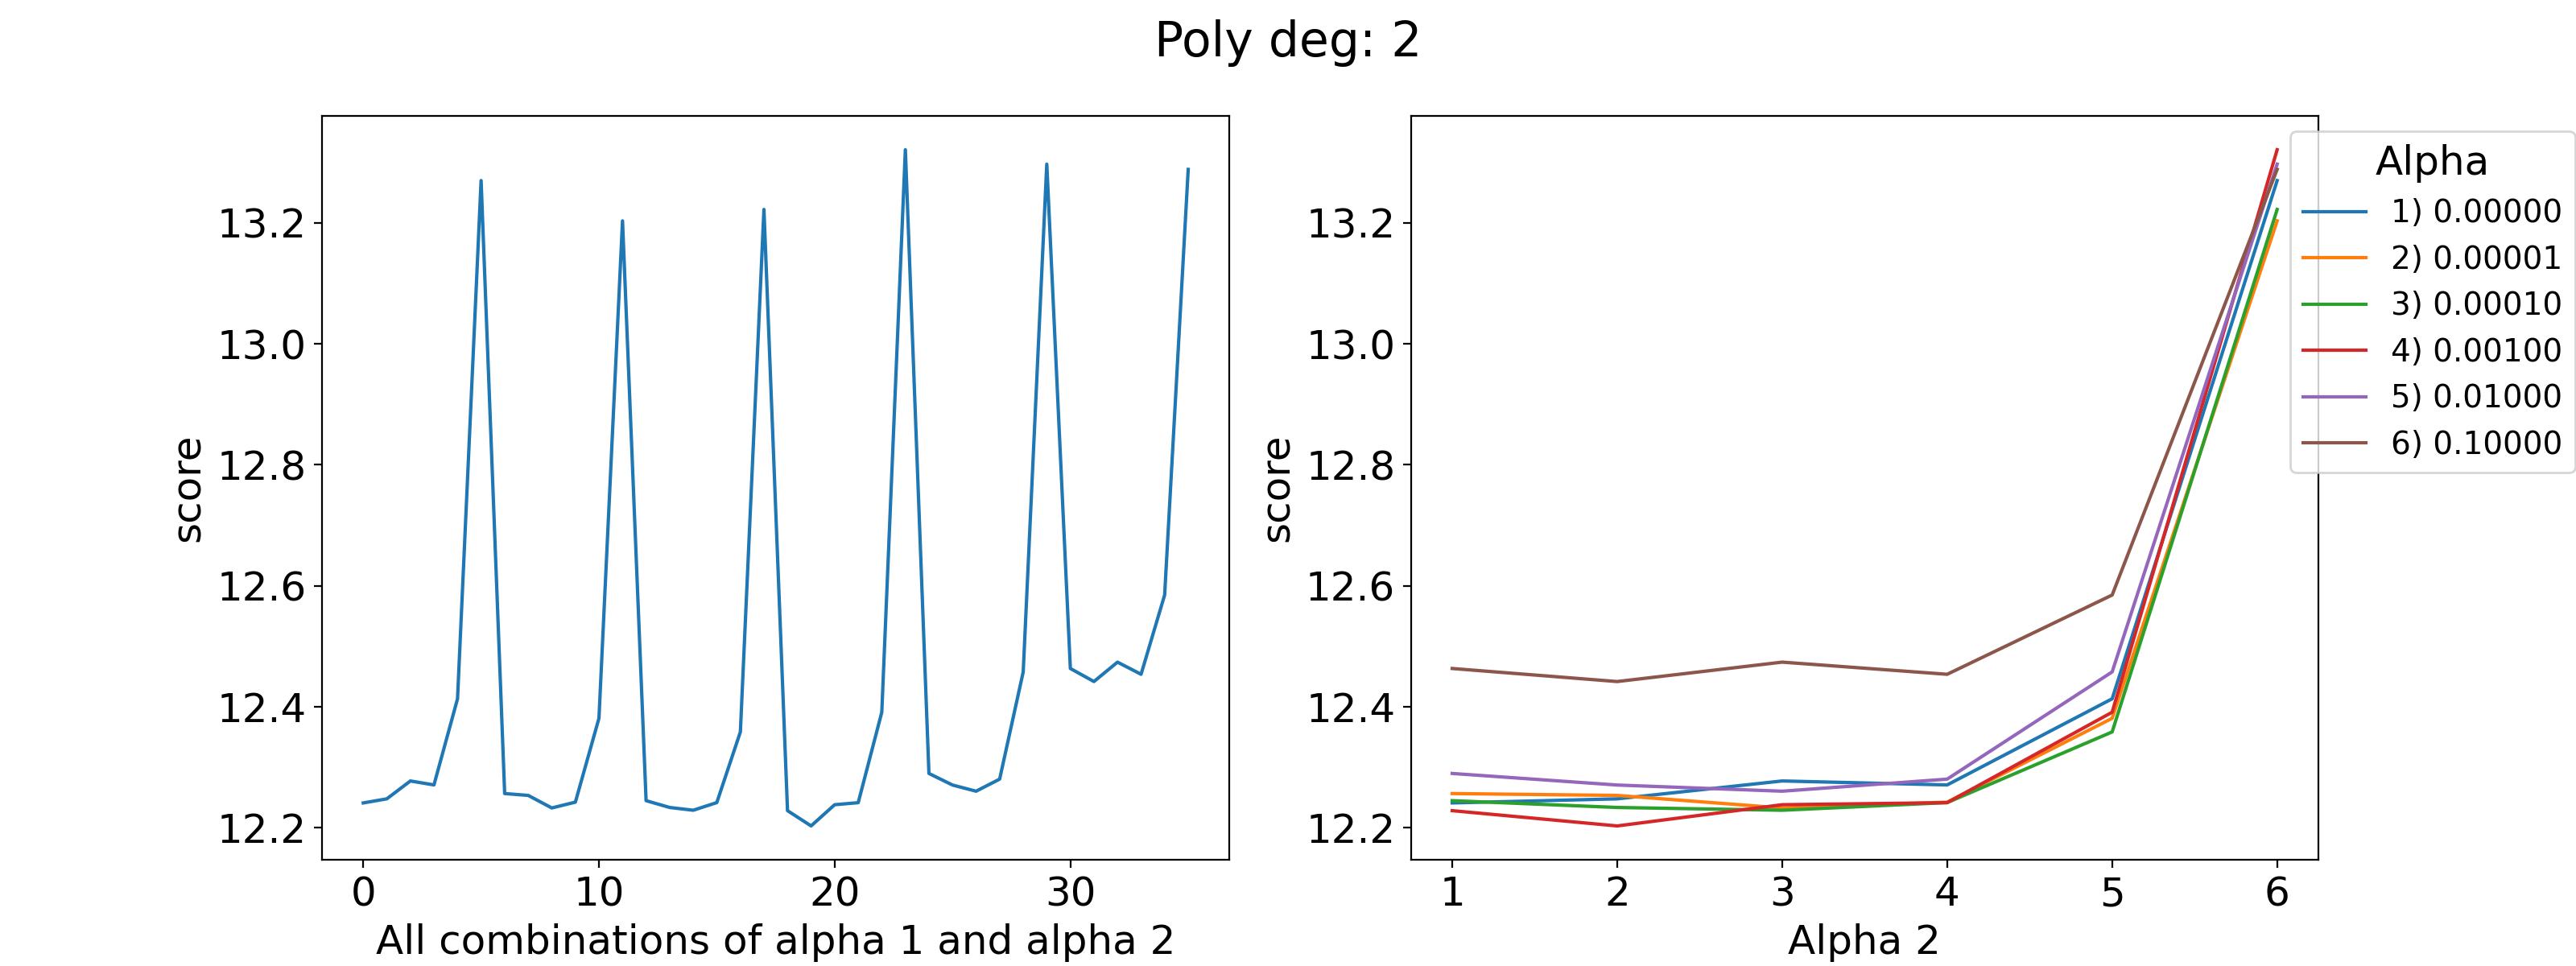 Poly deg: 2
score
13.2
13.0
12.8
12.6
12.4
12.2
0 10 20 30
All combinations of alpha 1 and alpha 2
score
13.2
13.0
12.8
12.6
12.4
12.2
1 2 3 4 5 6
Alpha 2
Alpha
1) 0.00000
2) 0.00001
3) 0.00010
4) 0.00100
5) 0.01000
6) 0.10000